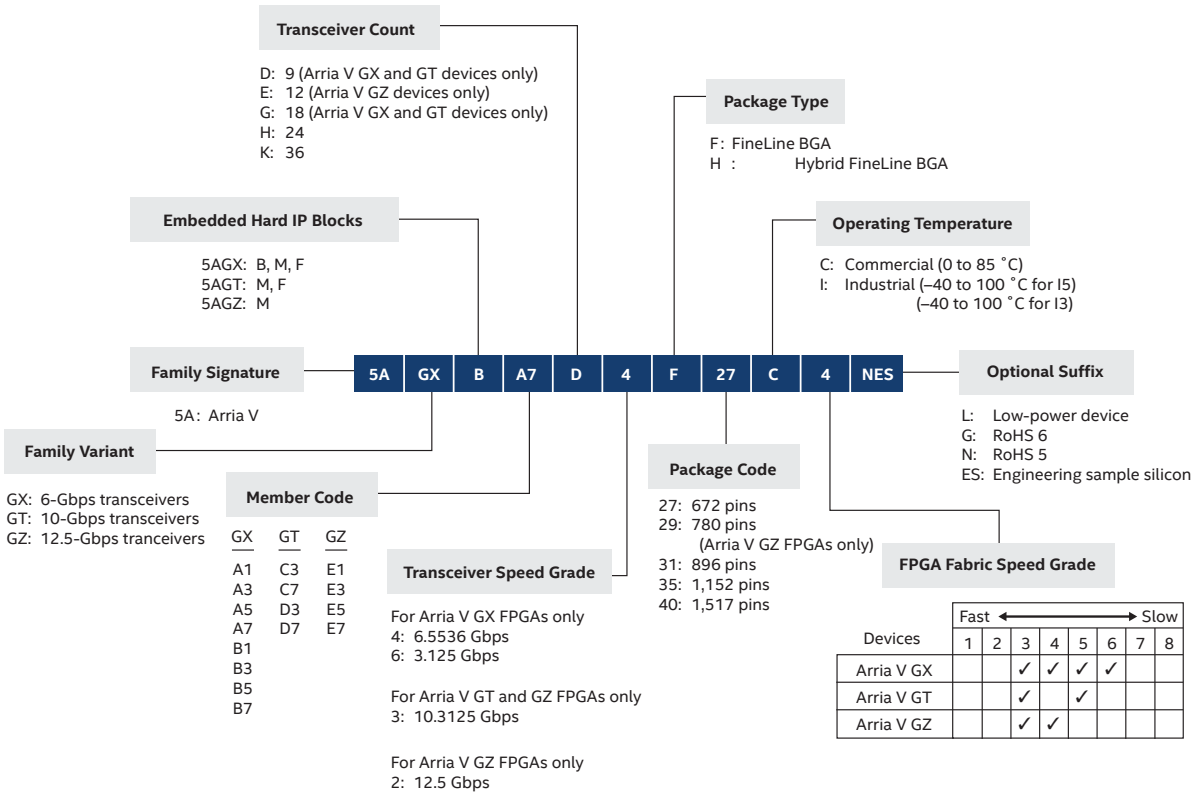 Transceiver Count
D: 9 (Arria V GX and GT devices only)
E: 12 (Arria V GZ devices only)
G: 18 (Arria V GX and GT devices only)
H: 24
K: 36
Package Type
F: FineLine BGA
H : Hybrid FineLine BGA
Embedded Hard IP Blocks
5AGX: B, M, F
5AGT: M, F
5AGZ: M
Operating Temperature
C: Commercial (0 to 85 ˚C)
I: Industrial (–40 to 100 ˚C for I5)
(–40 to 100 ˚C for I3)
Family Signature
5A: Arria V
5A GX B A7 D 4 F 27 C 4 NES
Optional Suffix
L: Low-power device
G: RoHS 6
N: RoHS 5
ES: Engineering sample silicon
Family Variant
GX: 6-Gbps transceivers
GT: 10-Gbps transceivers
GZ: 12.5-Gbps tranceivers
Member Code
GX GT GZ
A1 C3 E1
A3 C7 E3
A5 D3 E5
A7 D7 E7
B1
B3
B5
B7
Transceiver Speed Grade
For Arria V GX FPGAs only
4: 6.5536 Gbps
6: 3.125 Gbps
For Arria V GT and GZ FPGAs only
3: 10.3125 Gbps
For Arria V GZ FPGAs only
2: 12.5 Gbps
Package Code
27: 672 pins
29: 780 pins
(Arria V GZ FPGAs only)
31: 896 pins
35: 1,152 pins
40: 1,517 pins
FPGA Fabric Speed Grade
Fast Slow
Devices 1 2 3 4 5 6 7 8
Arria V GX ✓ ✓ ✓ ✓
Arria V GT ✓ ✓
Arria V GZ ✓ ✓